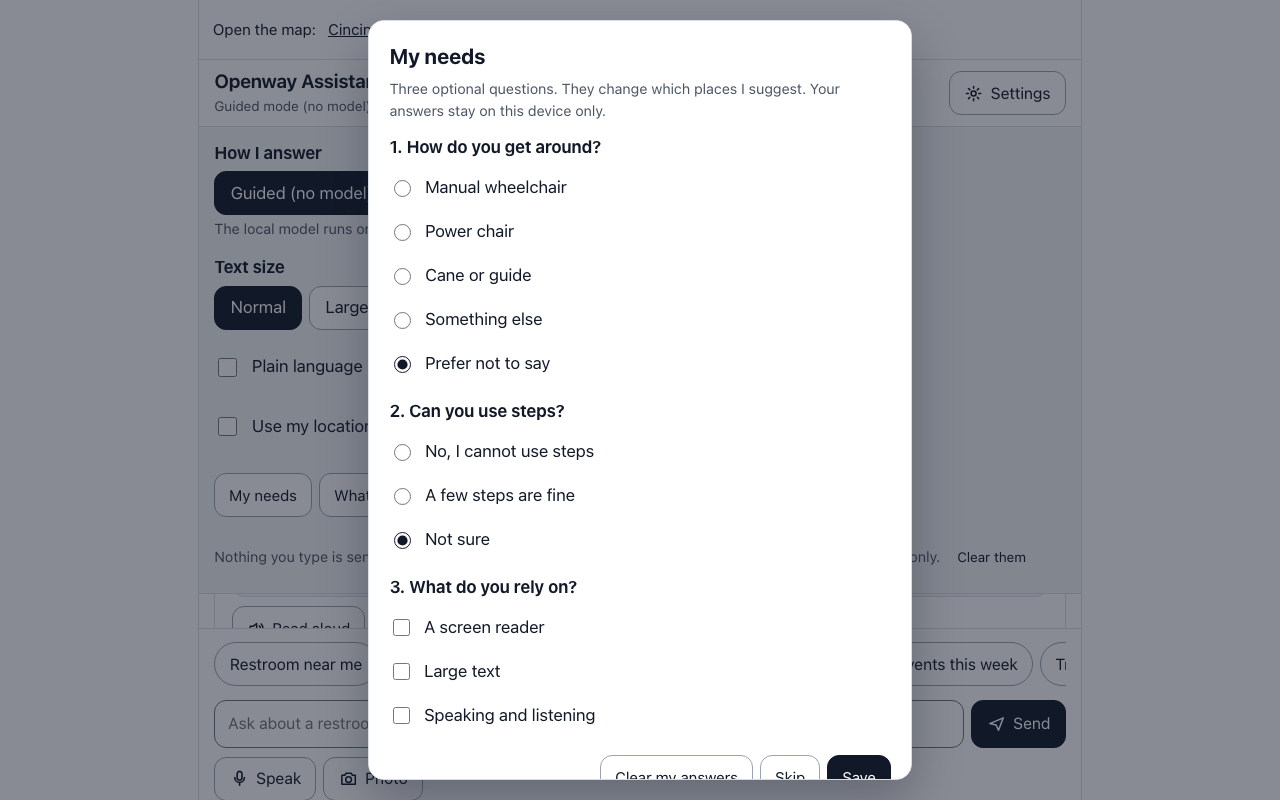 Open the map:
My needs
Three optional questions. They change which places I suggest. Your
answers stay on this device only.
1. How do you get around?
Manual wheelchair
Power chair
Cane or guide
Something else
Prefer not to say
2. Can you use steps?
No, I cannot use steps
A few steps are fine
Not sure
3. What do you rely on?
A screen reader
Large text
Speaking and listening
Clear my answers
Skip
Save
Openway
Guided mode (no model)
Settings
How I answer
Guided (no model
The local model runs
Text size
Normal
Large
Plain language
Use my location
My needs
What
Nothing you type is
only.
Clear them
Read aloud
Restroom near me
this week
Ask about a
Send
Speak
Photo